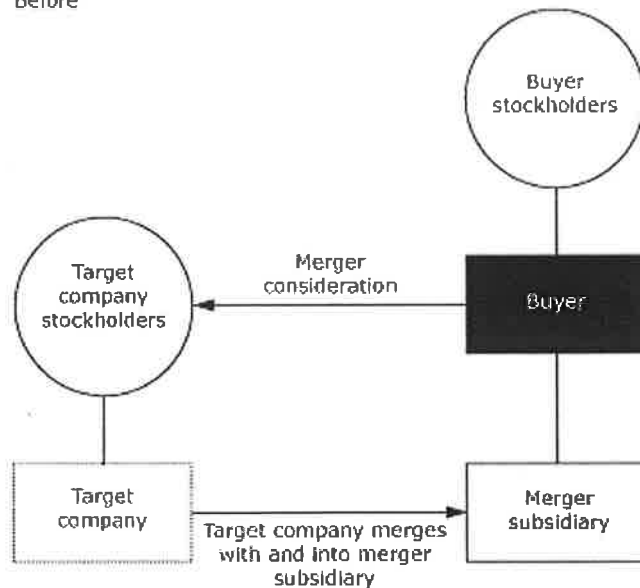 Before
Buyer
stockholders
Target
company
stockholders
Merger
consideration
Buyer
Target
company
Target company merges
with and into merger
subsidiary
Merger
subsidiary